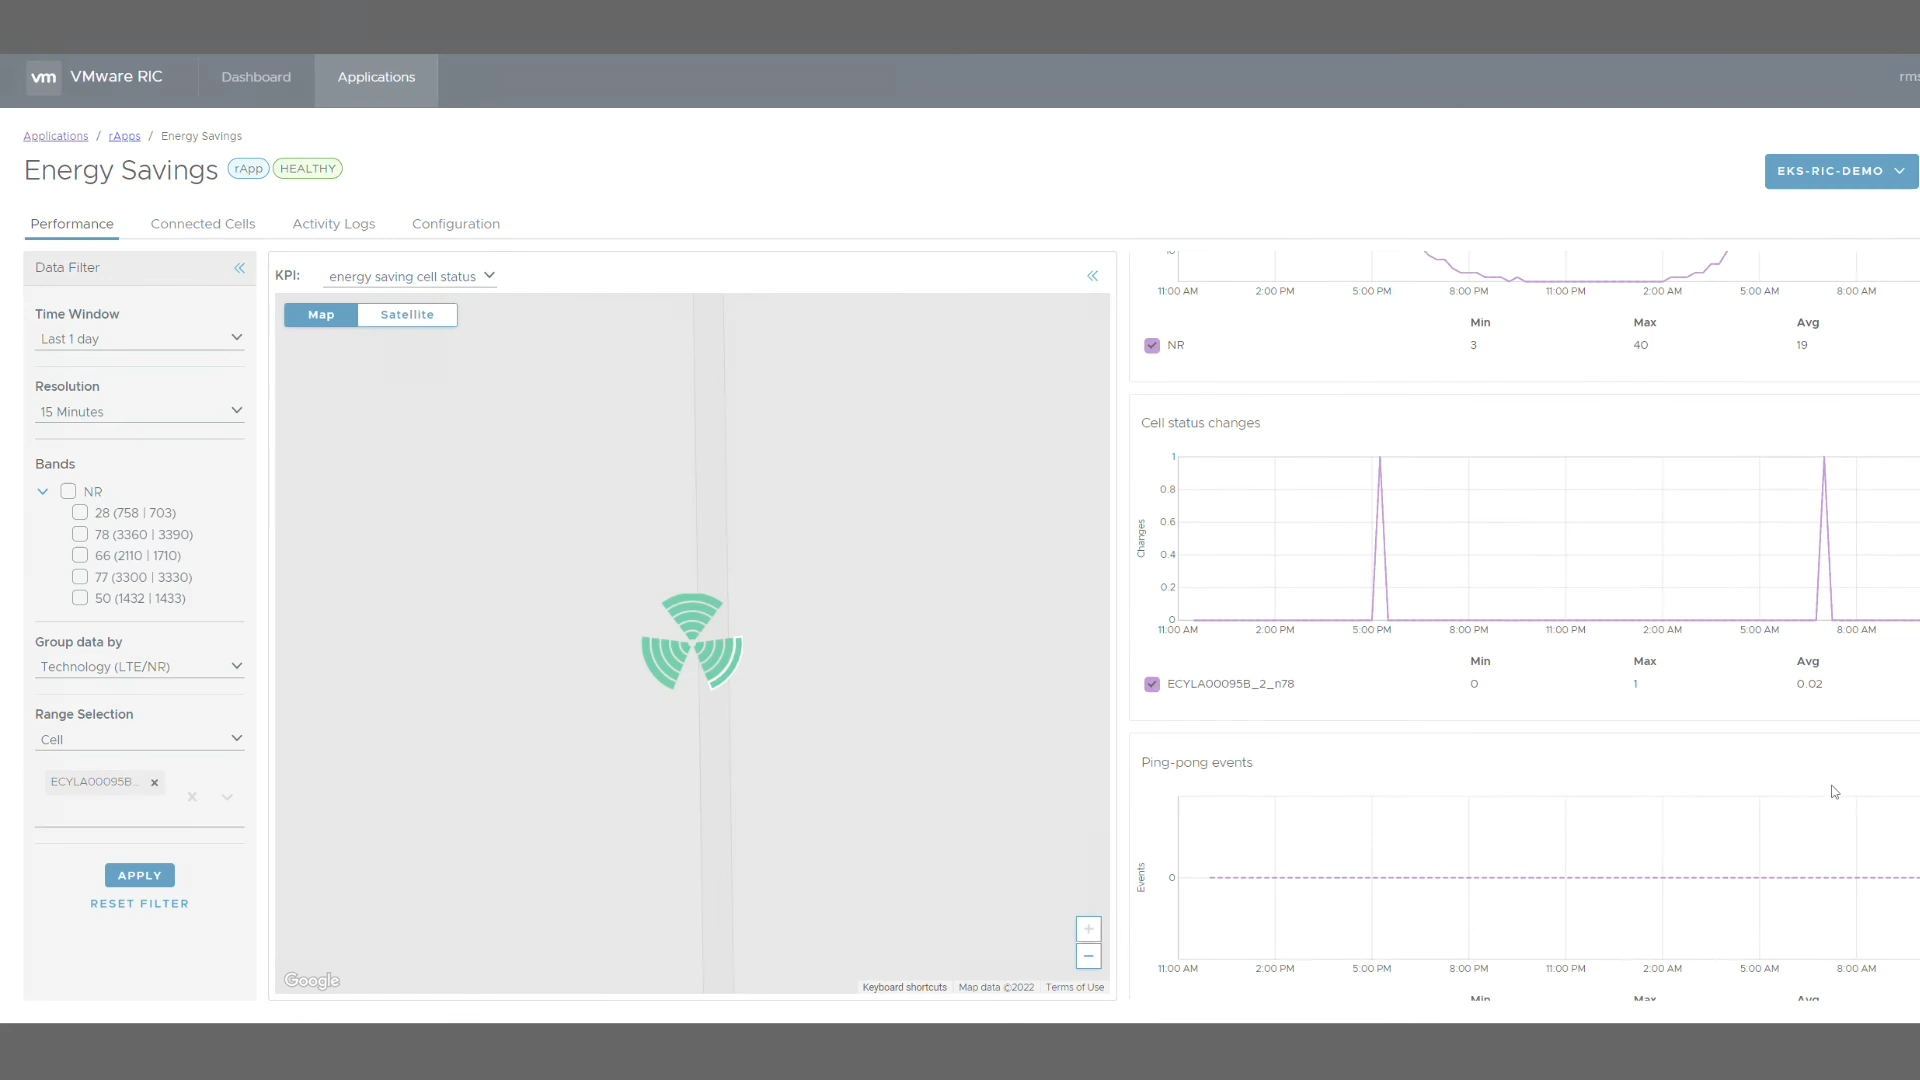 vm VMware RIC Dashboard Applications
Applications / rApps / Energy Savings
Energy Savings rApp HEALTHY
EKS-RIC-DEMO
Performance Connected Cells Activity Logs Configuration
Data Filter
Time Window
Last 1 day
Resolution
15 Minutes
Bands
NR
28 (758 | 703)
78 (3360 | 3390)
66 (2110 | 1710)
77 (3300 | 3330)
50 (1432 | 1433)
Group data by
Technology (LTE/NR)
Range Selection
Cell
ECYLA00095B...
APPLY
RESET FILTER
KPI: energy saving cell status
Map Satellite
+
−
Google
Keyboard shortcuts Map data ©2022 Terms of Use
11:00 AM 2:00 PM 5:00 PM 8:00 PM 11:00 PM 2:00 AM 5:00 AM 8:00 AM
Min Max Avg
NR 3 40 19
Cell status changes
Changes
1
0.8
0.6
0.4
0.2
0
11:00 AM 2:00 PM 5:00 PM 8:00 PM 11:00 PM 2:00 AM 5:00 AM 8:00 AM
Min Max Avg
ECYLA00095B_2_n78 0 1 0.02
Ping-pong events
Events
0
11:00 AM 2:00 PM 5:00 PM 8:00 PM 11:00 PM 2:00 AM 5:00 AM 8:00 AM
Min Max Avg